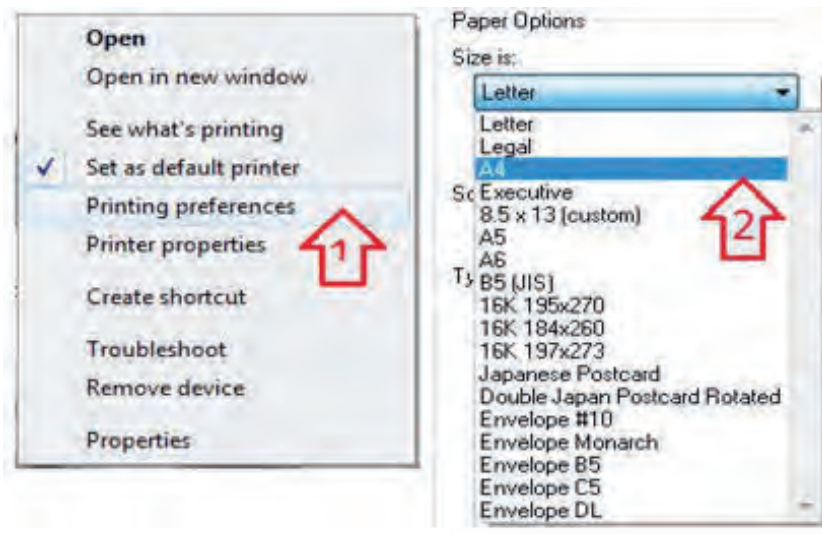 Open
Open in new window
See what's printing
Set as default printer
Printing preferences
Printer properties
Create shortcut
Troubleshoot
Remove device
Properties
1
Paper Options
Size is:
Letter
Letter
Legal
A4
Executive
8.5 x 13 (custom)
A5
A6
B5 (JIS)
16K 195x270
16K 184x260
16K 197x273
Japanese Postcard
Double Japan Postcard Rotated
Envelope #10
Envelope Monarch
Envelope B5
Envelope C5
Envelope DL
2